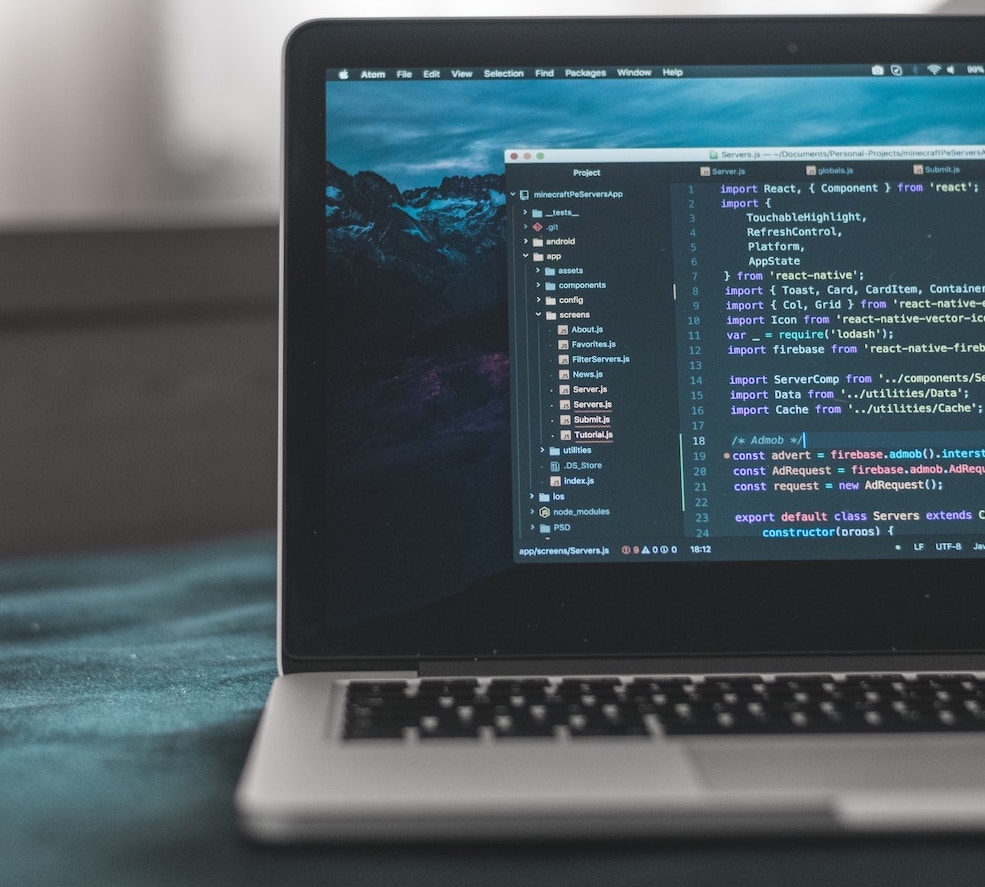 Atom File Edit View Selection Find Packages Window Help 99%
Servers.js — ~/Documents/Personal-Projects/minecraftPeServersA
Project
minecraftPeServersApp
__tests__
.git
android
app
assets
components
config
screens
About.js
Favorites.js
FilterServers.js
News.js
Server.js
Servers.js
Submit.js
Tutorial.js
utilities
.DS_Store
index.js
ios
node_modules
PSD
Server.js globals.js Submit.js
1 import React, { Component } from 'react';
2 import {
3 TouchableHighlight,
4 RefreshControl,
5 Platform,
6 AppState
7 } from 'react-native';
8 import { Toast, Card, CardItem, Container
9 import { Col, Grid } from 'react-native-e
10 import Icon from 'react-native-vector-ico
11 var _ = require('lodash');
12 import firebase from 'react-native-fireb
13
14 import ServerComp from '../components/Se
15 import Data from '../utilities/Data';
16 import Cache from '../utilities/Cache';
17
18 /* Admob */
19 const advert = firebase.admob().interst
20 const AdRequest = firebase.admob.AdRequ
21 const request = new AdRequest();
22
23 export default class Servers extends C
24 constructor(props) {
app/screens/Servers.js 9 0 0 18:12 LF UTF-8 Jav